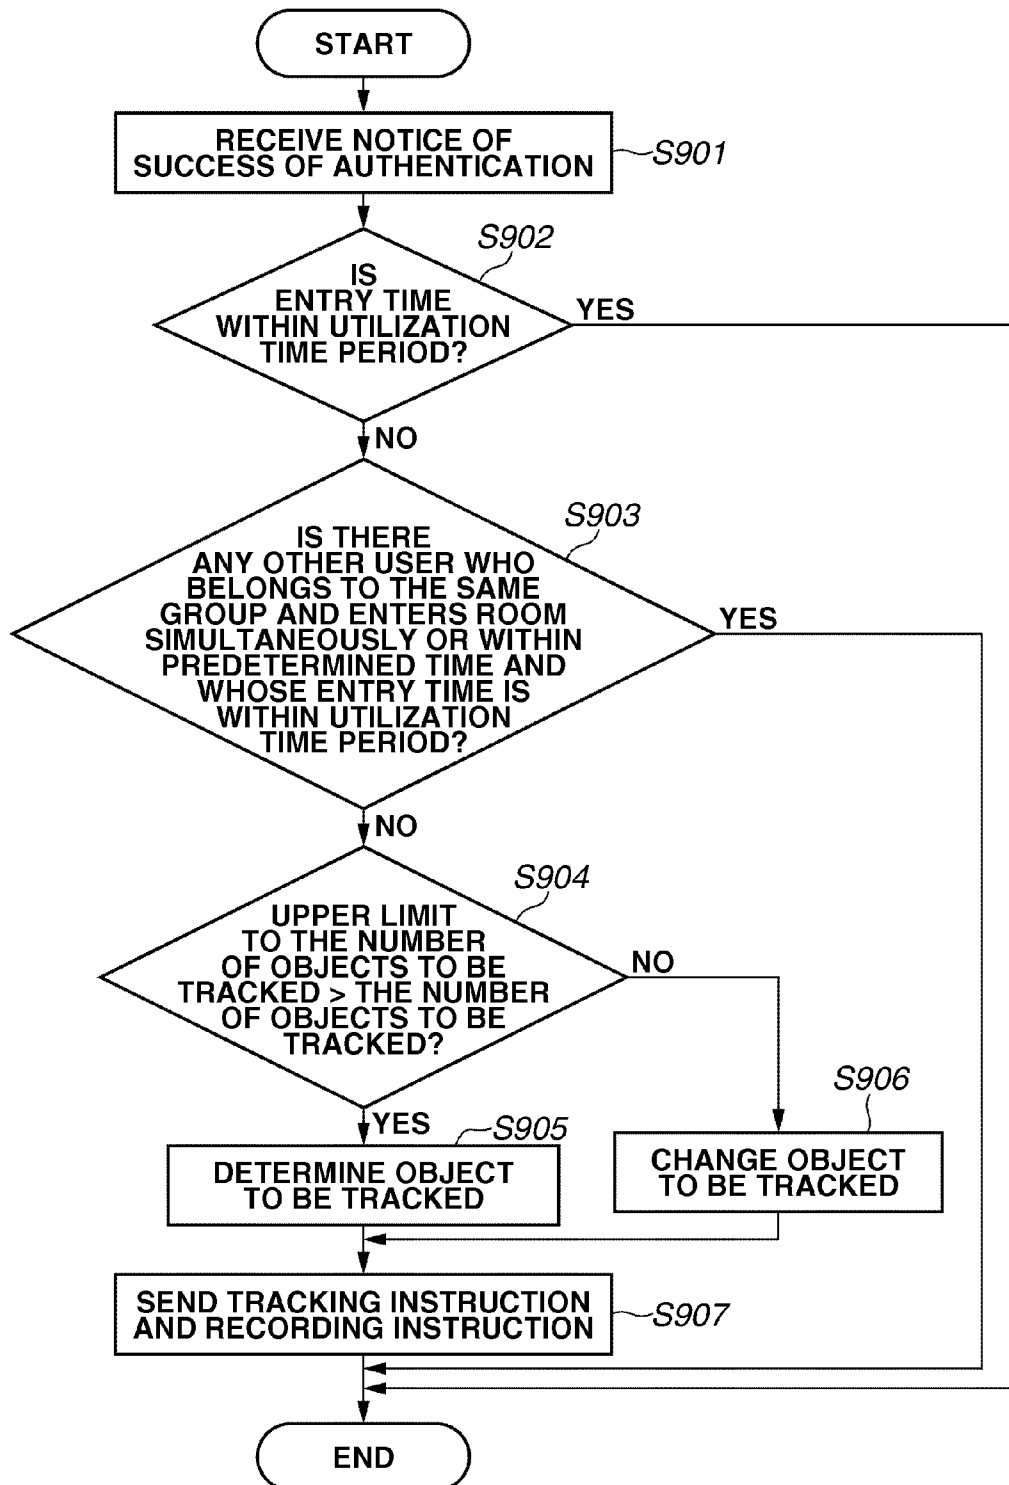 START
RECEIVE NOTICE OF
SUCCESS OF AUTHENTICATION
S901
S902
IS
ENTRY TIME
WITHIN UTILIZATION
TIME PERIOD?
YES
NO
S903
IS THERE
ANY OTHER USER WHO
BELONGS TO THE SAME
GROUP AND ENTERS ROOM
SIMULTANEOUSLY OR WITHIN
PREDETERMINED TIME AND
WHOSE ENTRY TIME IS
WITHIN UTILIZATION
TIME PERIOD?
YES
NO
S904
UPPER LIMIT
TO THE NUMBER
OF OBJECTS TO BE
TRACKED > THE NUMBER
OF OBJECTS TO BE
TRACKED?
NO
YES
S905
DETERMINE OBJECT
TO BE TRACKED
S906
CHANGE OBJECT
TO BE TRACKED
SEND TRACKING INSTRUCTION
AND RECORDING INSTRUCTION
S907
END